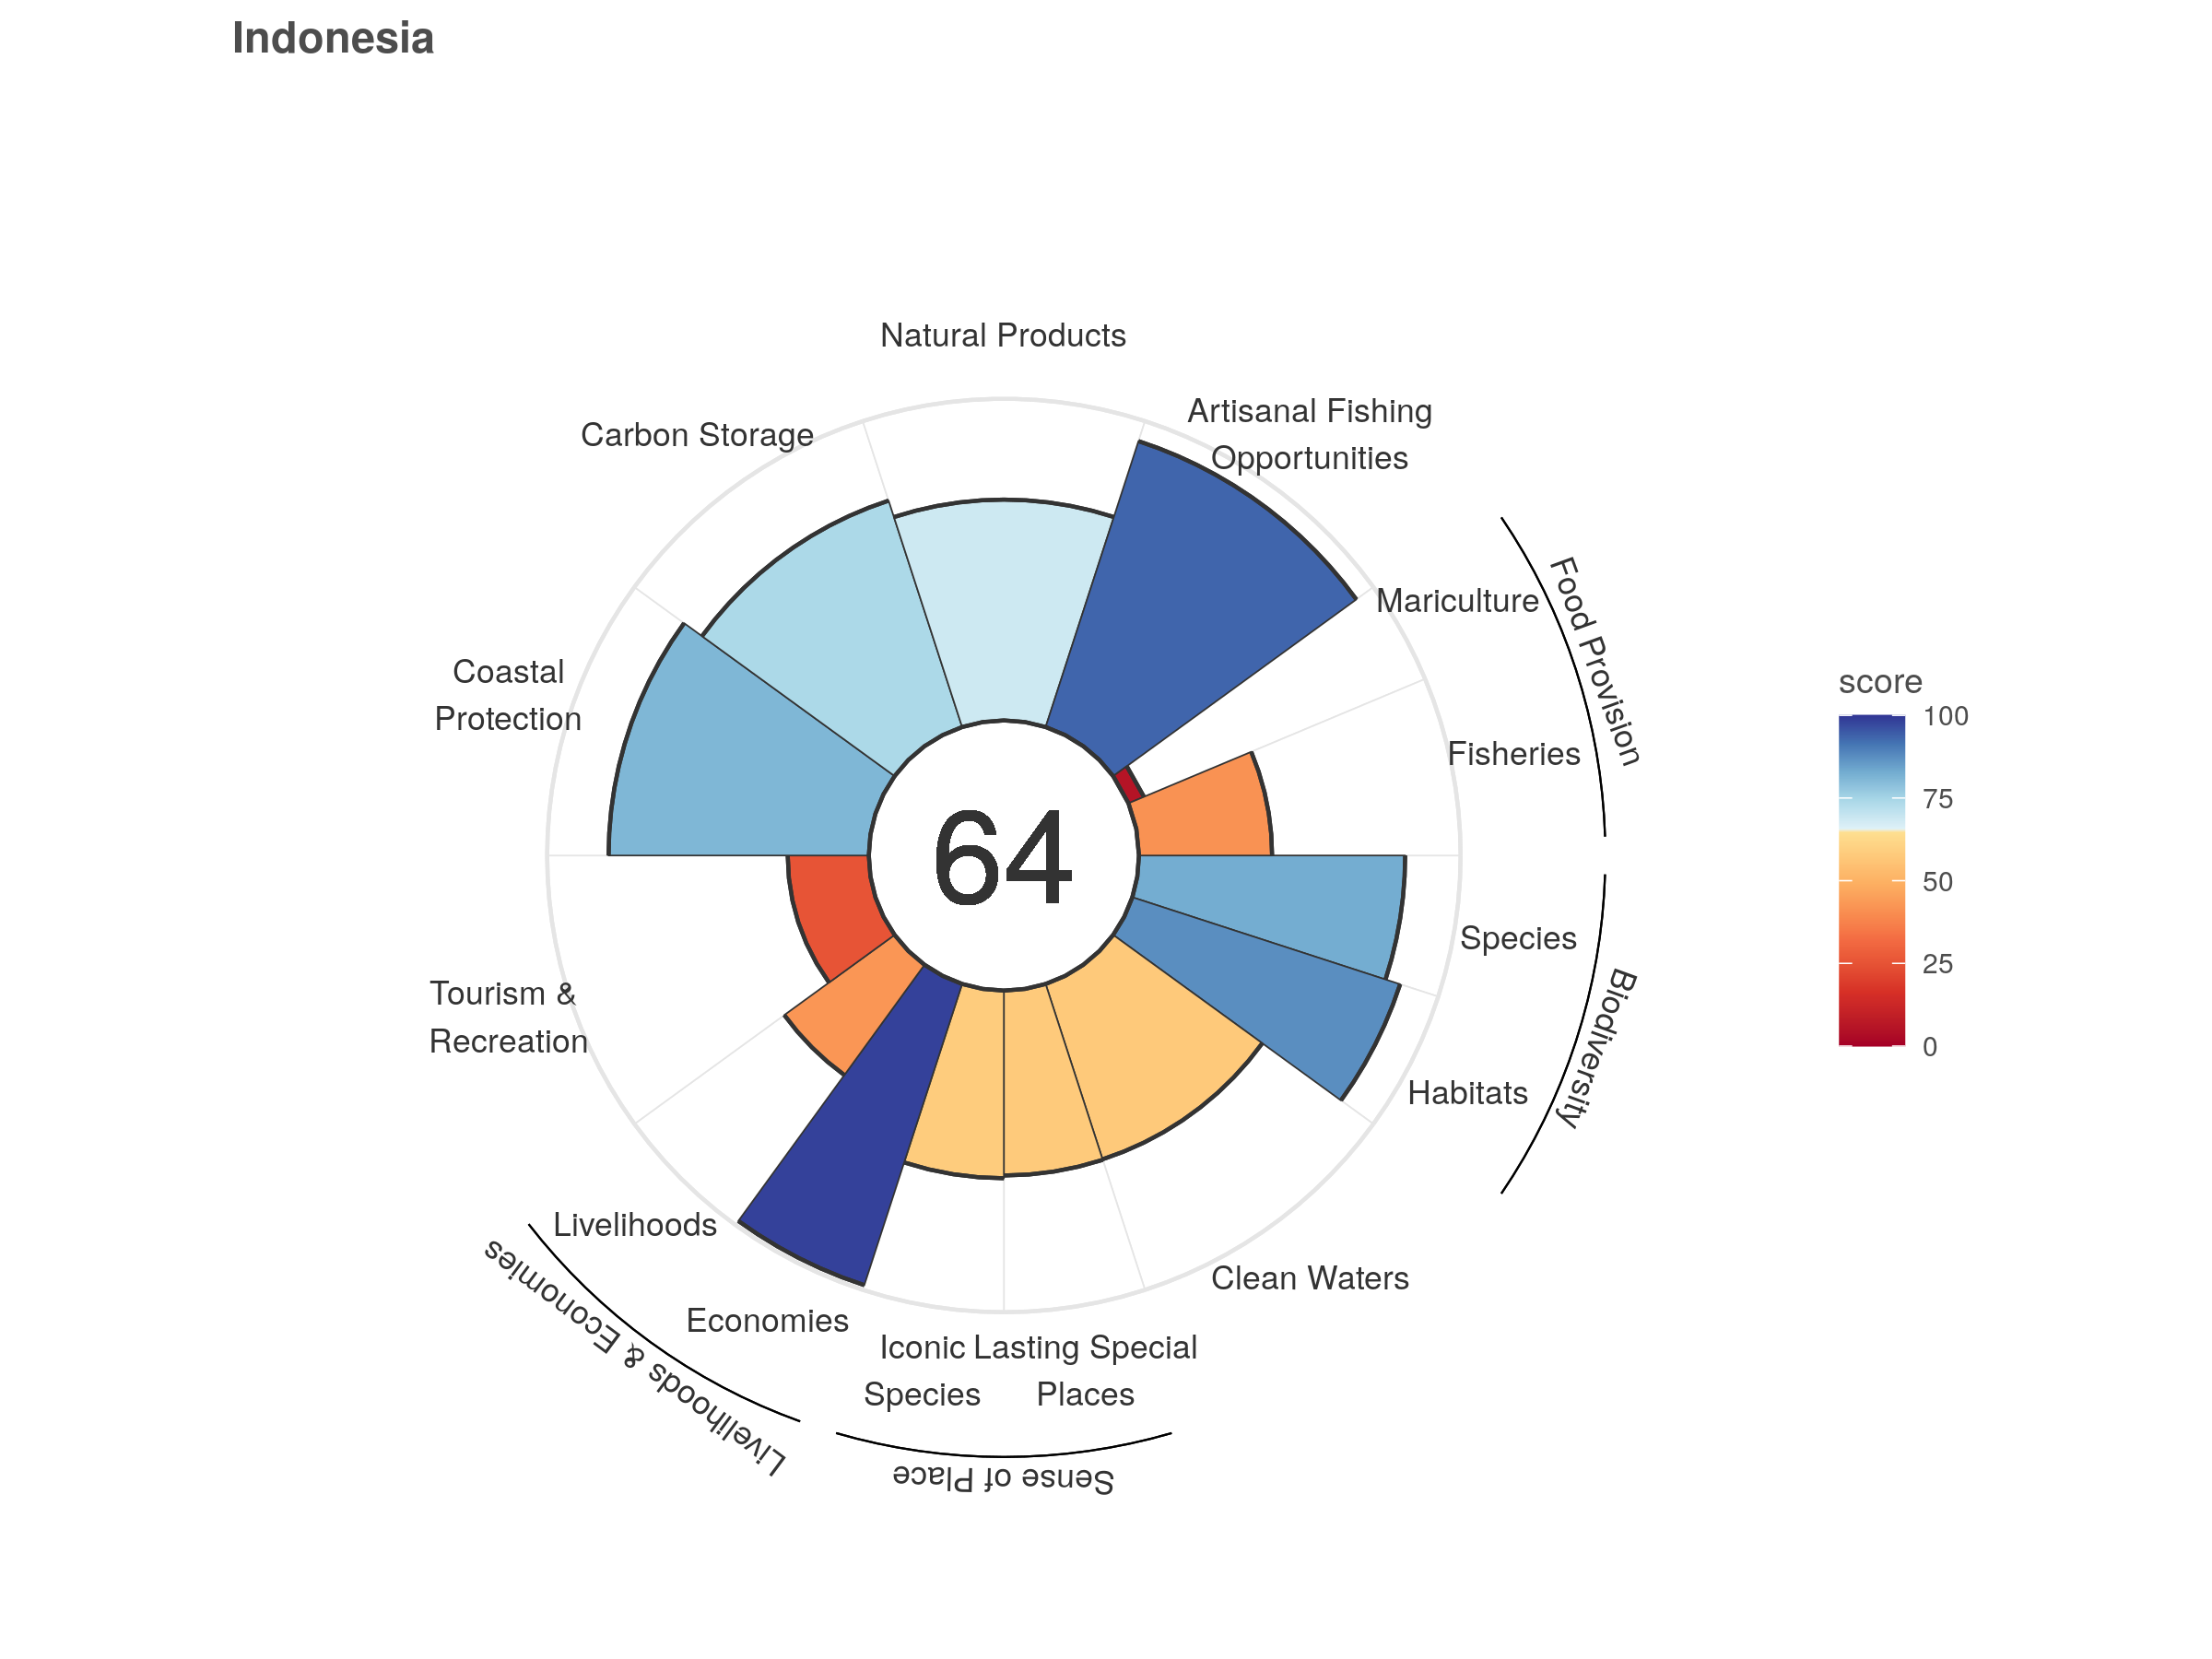 Indonesia
Natural Products
Artisanal Fishing
Opportunities
Carbon Storage
Mariculture
Food Provision
Coastal
Protection
Fisheries
64
score
100
75
50
25
0
Species
Biodiversity
Tourism &
Recreation
Habitats
Livelihoods
Clean Waters
Economies
Livelihoods & Economies
Iconic
Species
Lasting Special
Places
Sense of Place